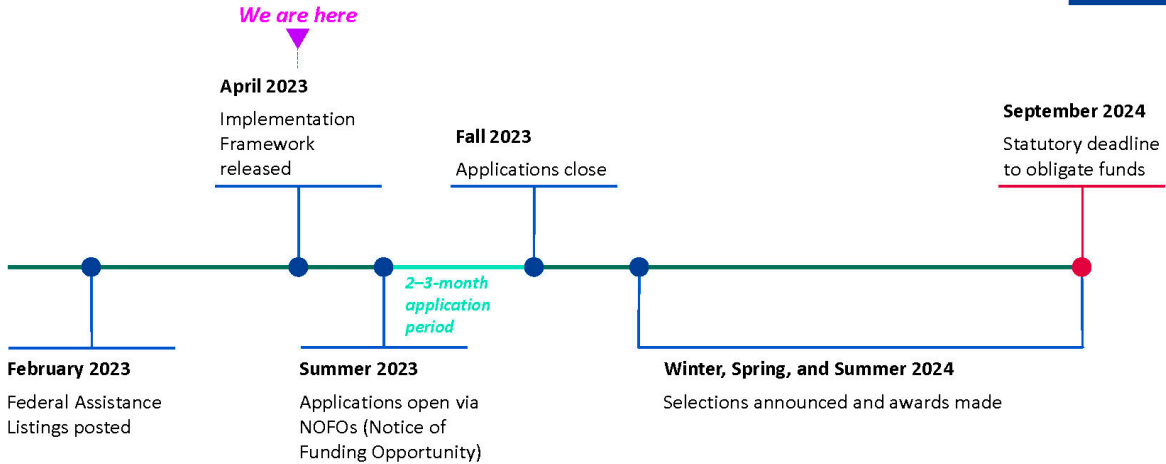 We are here
April 2023
Implementation
Framework
released
Fall 2023
Applications close
September 2024
Statutory deadline
to obligate funds
2–3-month
application
period
February 2023
Federal Assistance
Listings posted
Summer 2023
Applications open via
NOFOs (Notice of
Funding Opportunity)
Winter, Spring, and Summer 2024
Selections announced and awards made